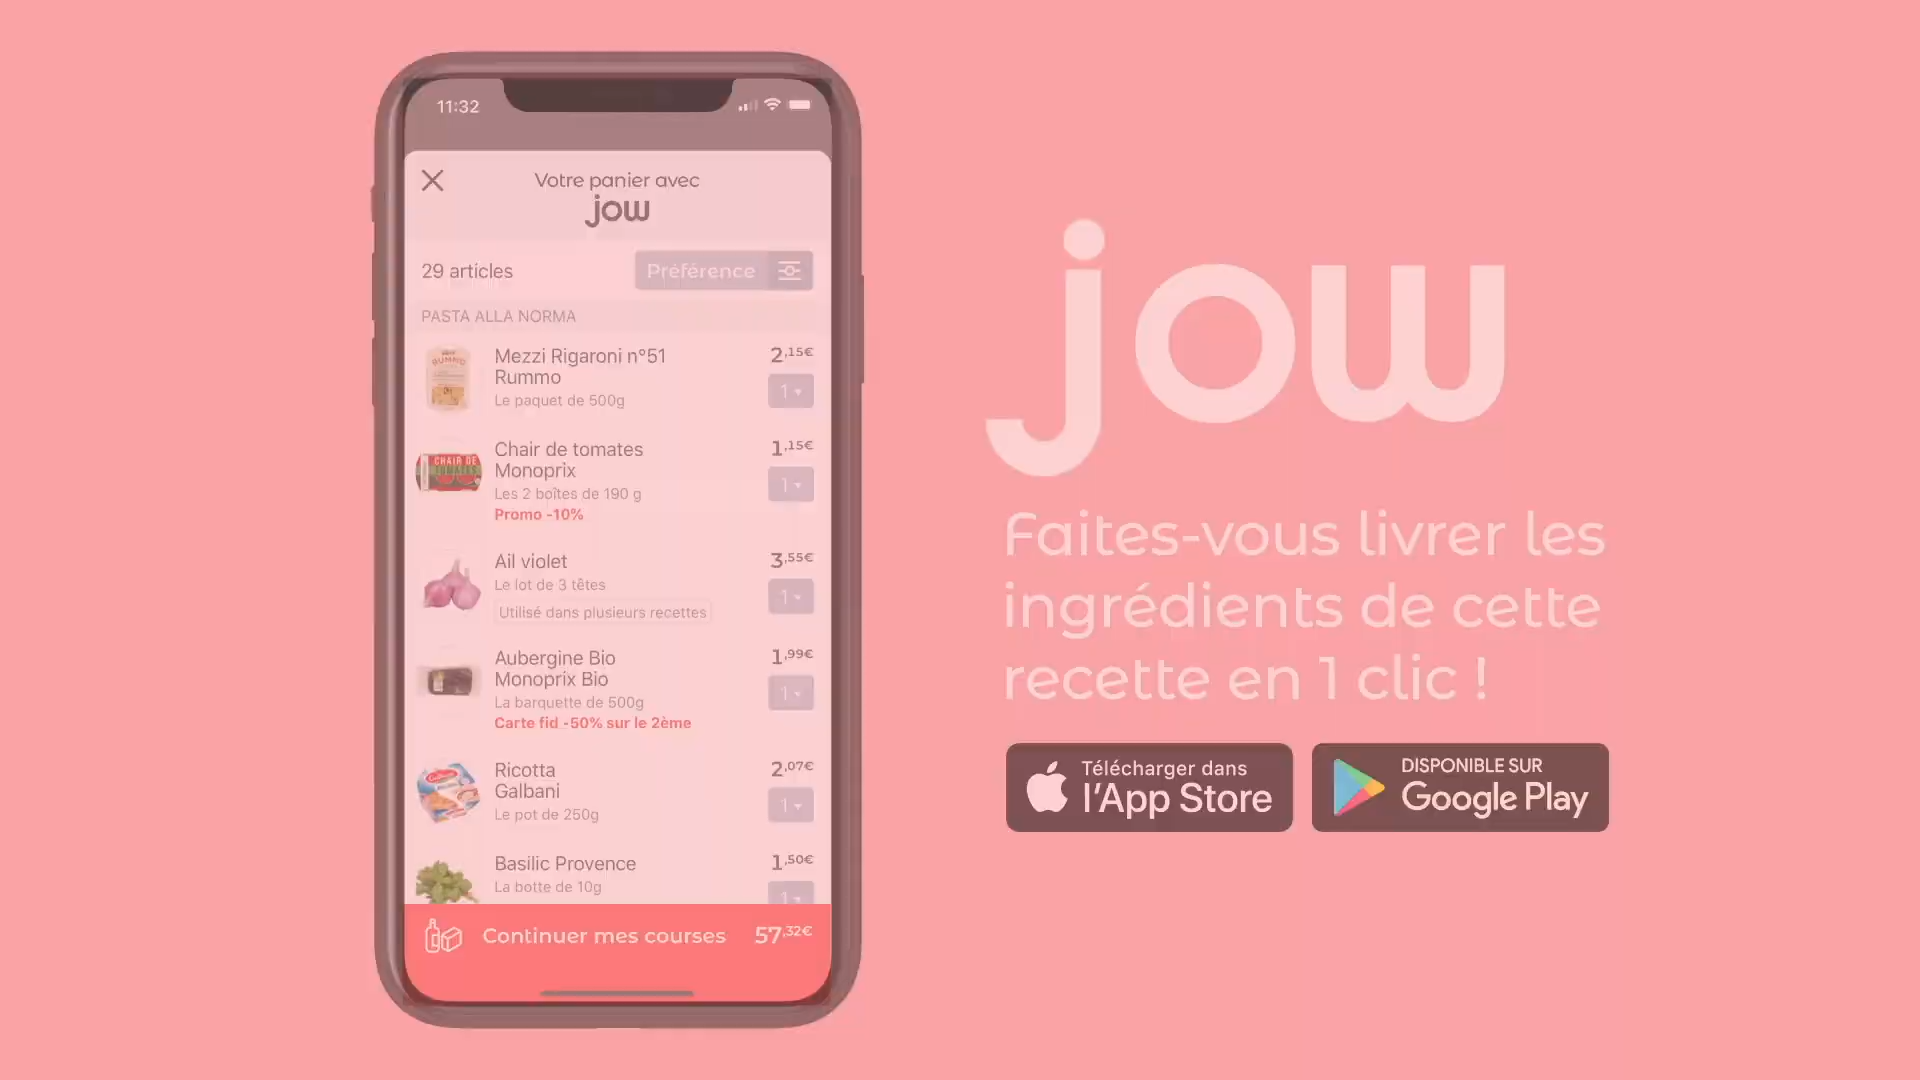 11:32
Votre panier avec
jow
29 articles
Préférence
PASTA ALLA NORMA
Mezzi Rigaroni n°51
Rummo
Le paquet de 500g
2,15€
1
RUMMO
Chair de tomates
Monoprix
Les 2 boîtes de 190 g
Promo -10%
1,15€
1
CHAIR DE
Ail violet
Le lot de 3 têtes
Utilisé dans plusieurs recettes
3,55€
1
Aubergine Bio
Monoprix Bio
La barquette de 500g
Carte fid -50% sur le 2ème
1,99€
1
Ricotta
Galbani
Le pot de 250g
2,07€
1
Basilic Provence
La botte de 10g
1,50€
1
Continuer mes courses 57,32€
jow
Faites-vous livrer les
ingrédients de cette
recette en 1 clic !
Télécharger dans
l'App Store
DISPONIBLE SUR
Google Play